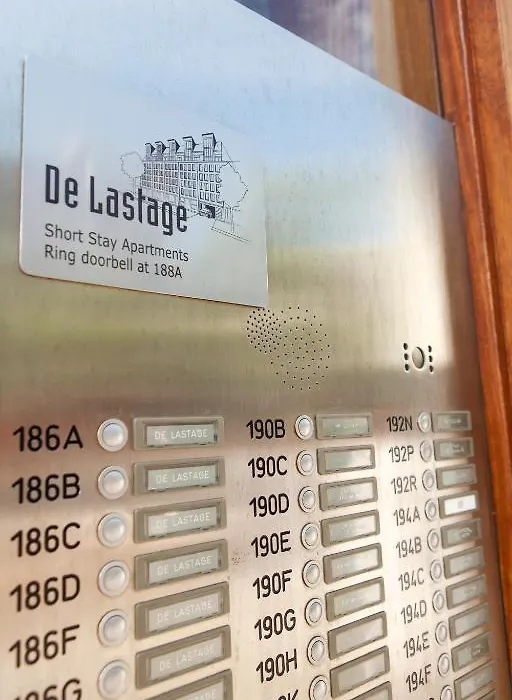 De Lastage
Short Stay Apartments
Ring doorbell at 188A
186A DE LASTAGE
186B DE LASTAGE
186C DE LASTAGE
186D DE LASTAGE
186F DE LASTAGE
186G DE LASTAGE
190B
190C
190D
190E
190F
190G
190H
192N
192P
192R
194A
194B
194C
194D
194E
194F